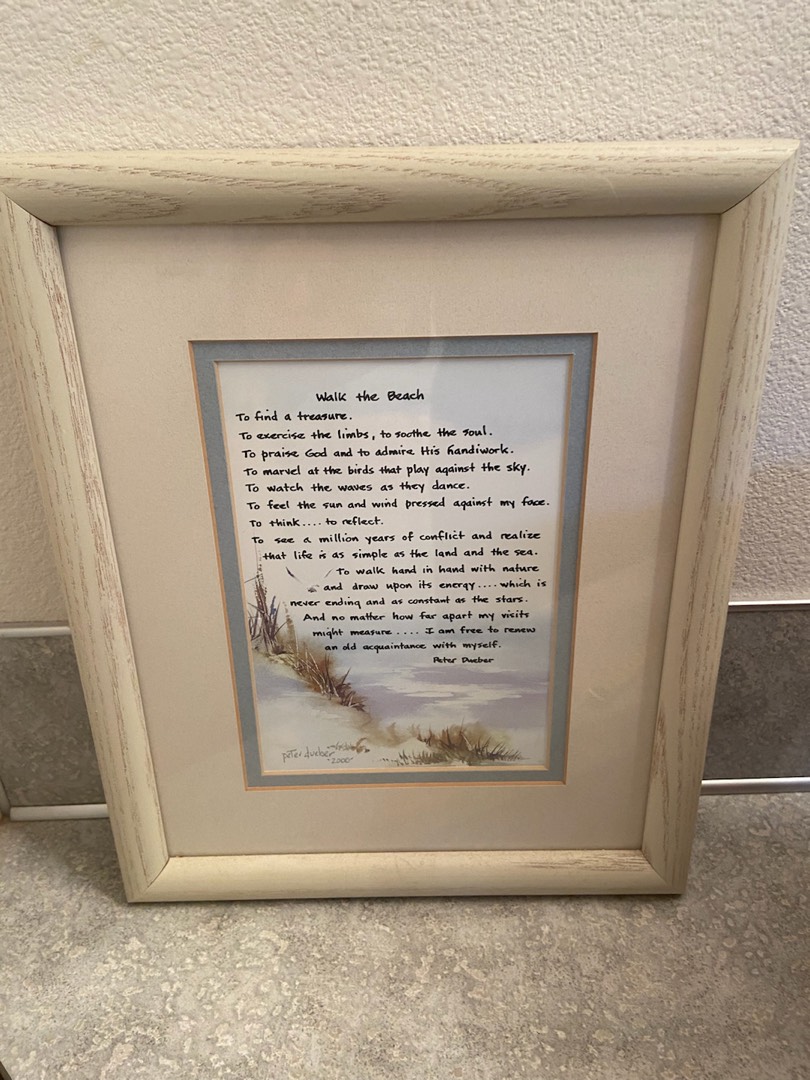 Walk the Beach
To find a treasure.
To exercise the limbs, to soothe the soul.
To praise God and to admire His handiwork.
To marvel at the birds that play against the sky.
To watch the waves as they dance.
To feel the sun and wind pressed against my face.
To think.... to reflect.
To see a million years of conflict and realize
that life is as simple as the land and the sea.
To walk hand in hand with nature
and draw upon its energy.... which is
never ending and as constant as the stars.
And no matter how far apart my visits
might measure..... I am free to renew
an old acquaintance with myself.
Peter Dueber
peter dueber
-2000-